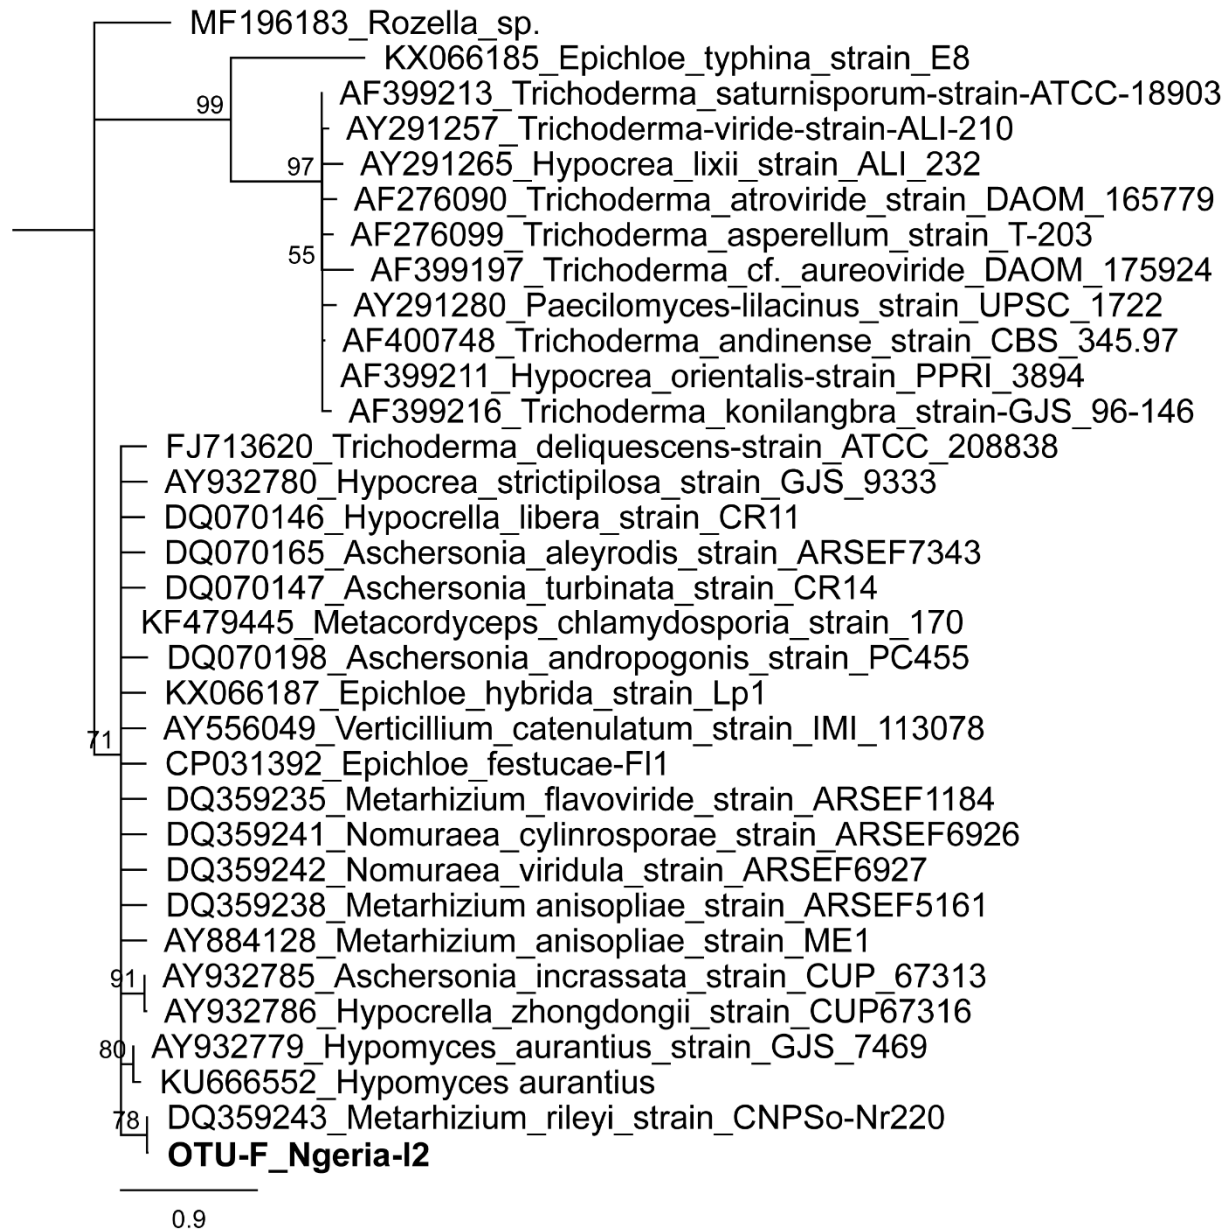 MF196183_Rozella_sp.
KX066185_Epichloe_typhina_strain_E8
AF399213_Trichoderma_saturnisporum-strain-ATCC-18903
99
AY291257_Trichoderma-viride-strain-ALI-210
97
AY291265_Hypocrea_lixii_strain_ALI_232
AF276090_Trichoderma_atroviride_strain_DAOM_165779
AF276099_Trichoderma_asperellum_strain_T-203
55
AF399197_Trichoderma_cf._aureoviride_DAOM_175924
AY291280_Paecilomyces-lilacinus_strain_UPSC_1722
AF400748_Trichoderma_andinense_strain_CBS_345.97
AF399211_Hypocrea_orientalis-strain_PPRI_3894
AF399216_Trichoderma_konilangbra_strain-GJS_96-146
FJ713620_Trichoderma_deliquescens-strain_ATCC_208838
AY932780_Hypocrea_strictipilosa_strain_GJS_9333
DQ070146_Hypocrella_libera_strain_CR11
DQ070165_Aschersonia_aleyrodis_strain_ARSEF7343
DQ070147_Aschersonia_turbinata_strain_CR14
KF479445_Metacordyceps_chlamydosporia_strain_170
DQ070198_Aschersonia_andropogonis_strain_PC455
KX066187_Epichloe_hybrida_strain_Lp1
AY556049_Verticillium_catenulatum_strain_IMI_113078
71
CP031392_Epichloe_festucae-Fl1
DQ359235_Metarhizium_flavoviride_strain_ARSEF1184
DQ359241_Nomuraea_cylinrosporae_strain_ARSEF6926
DQ359242_Nomuraea_viridula_strain_ARSEF6927
DQ359238_Metarhizium anisopliae_strain_ARSEF5161
AY884128_Metarhizium_anisopliae_strain_ME1
91
AY932785_Aschersonia_incrassata_strain_CUP_67313
AY932786_Hypocrella_zhongdongii_strain_CUP67316
80
AY932779_Hypomyces_aurantius_strain_GJS_7469
KU666552_Hypomyces aurantius
78
DQ359243_Metarhizium_rileyi_strain_CNPSo-Nr220
OTU-F_Ngeria-I2
0.9